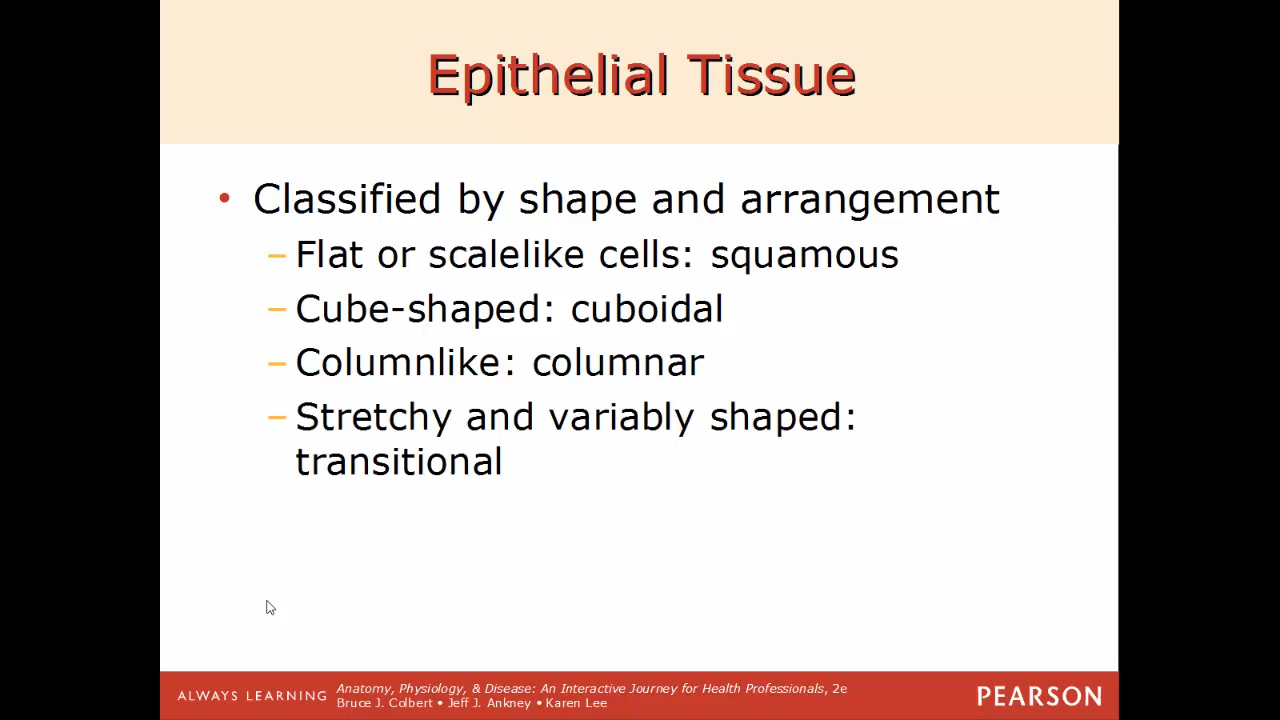 Epithelial Tissue
• Classified by shape and arrangement
– Flat or scalelike cells: squamous
– Cube-shaped: cuboidal
– Columnlike: columnar
– Stretchy and variably shaped:
transitional
ALWAYS LEARNING
Anatomy, Physiology, & Disease: An Interactive Journey for Health Professionals, 2e
Bruce J. Colbert • Jeff J. Ankney • Karen Lee
PEARSON